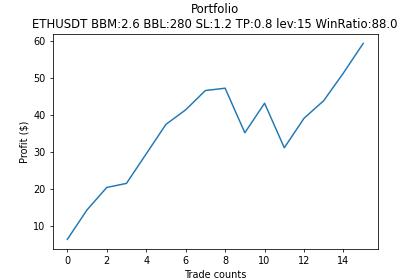 Portfolio
ETHUSDT BBM:2.6 BBL:280 SL:1.2 TP:0.8 lev:15 WinRatio:88.0
60
50
40
30
20
10
Profit ($)
0 2 4 6 8 10 12 14
Trade counts